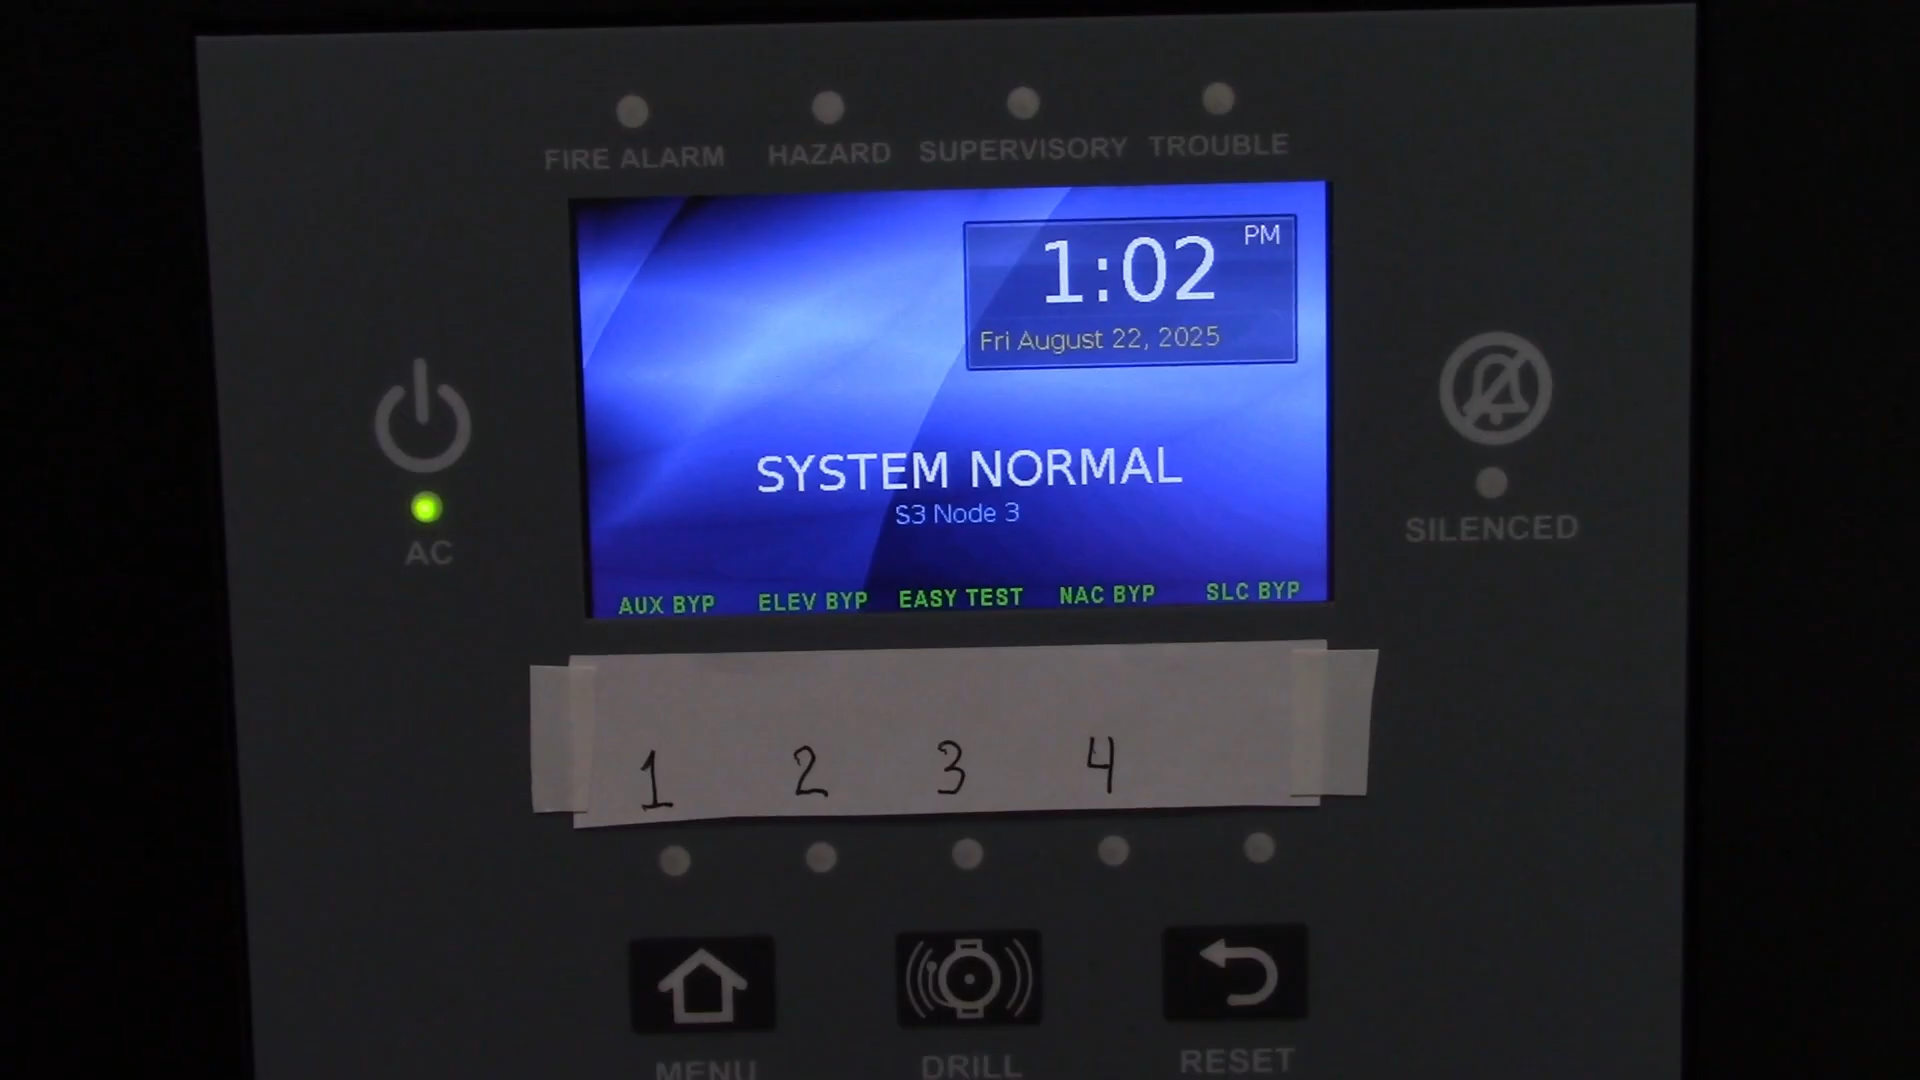 FIRE ALARM HAZARD SUPERVISORY TROUBLE
PM
1:02
Fri August 22, 2025
SYSTEM NORMAL
S3 Node 3
AC
SILENCED
AUX BYP ELEV BYP EASY TEST NAC BYP SLC BYP
1 2 3 4
MENU DRILL RESET